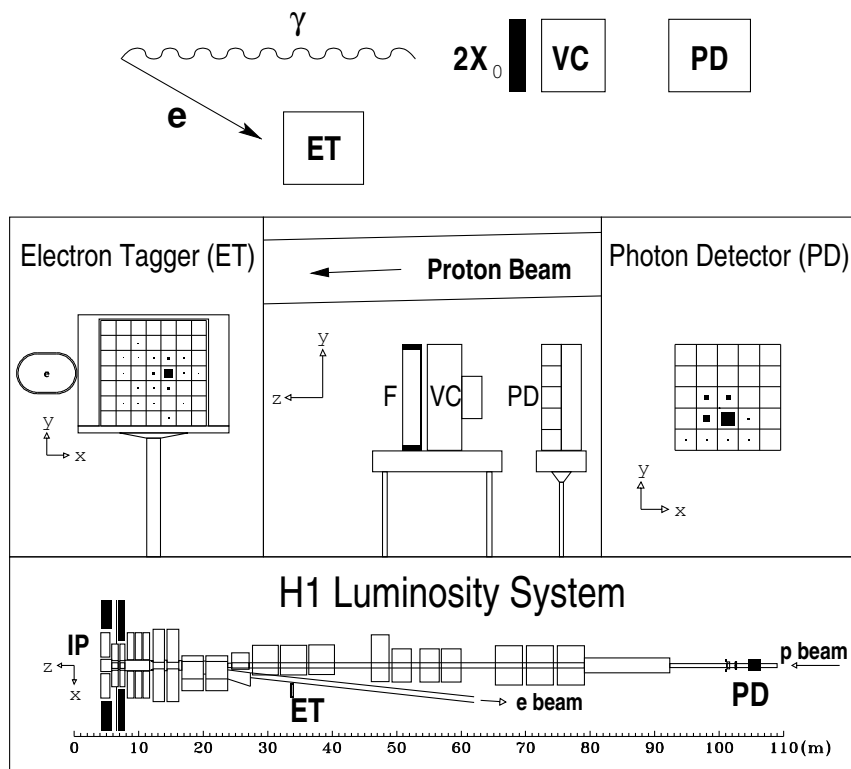 γ
2X₀ VC PD
e
ET
Electron Tagger (ET)
e
y
x
Proton Beam
y
z
F VC PD
Photon Detector (PD)
y
x
H1 Luminosity System
IP
z
x
ET
e beam
PD
p beam
0 10 20 30 40 50 60 70 80 90 100 110 (m)